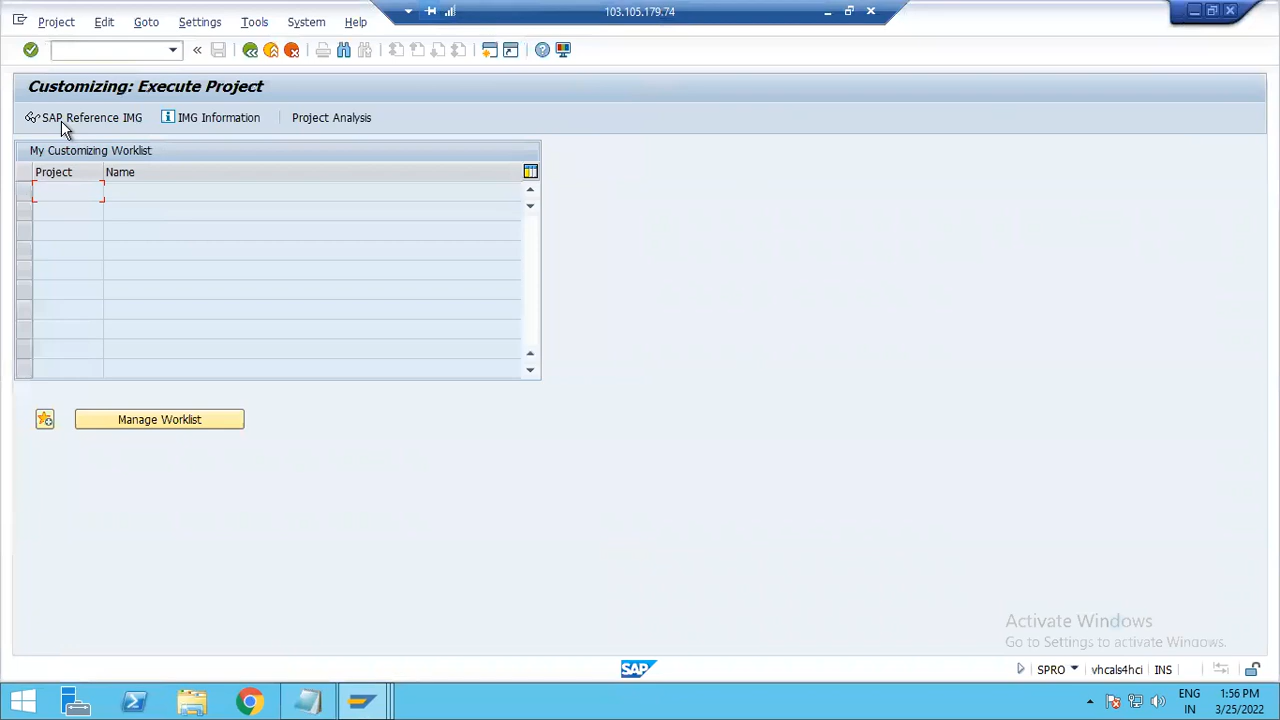 103.105.179.74
Project Edit Goto Settings Tools System Help
Customizing: Execute Project
SAP Reference IMG IMG Information Project Analysis
My Customizing Worklist
Project Name
Manage Worklist
Activate Windows
Go to Settings to activate Windows.
SAP SPRO vhcals4hci INS
ENG 1:56 PM
IN 3/25/2022